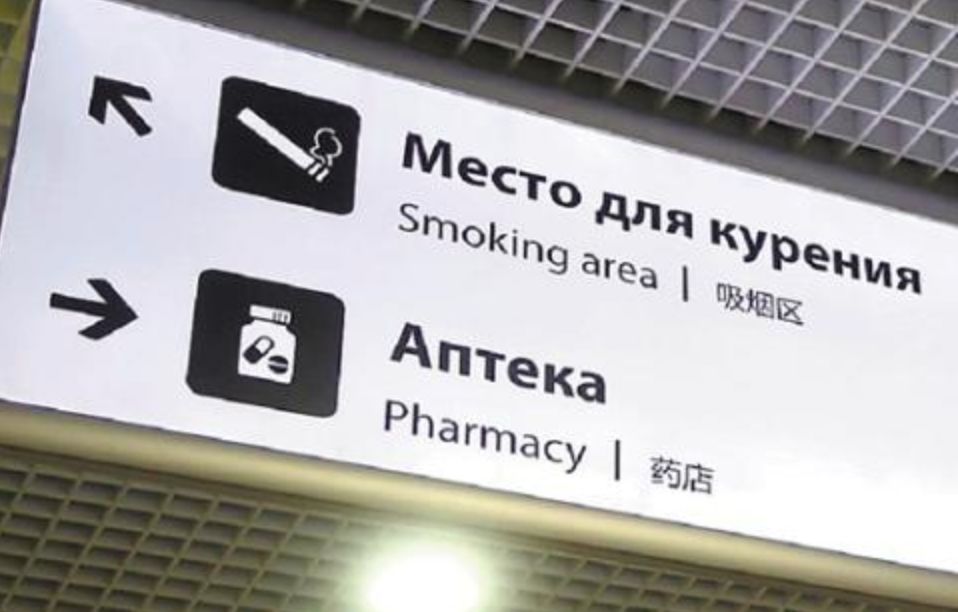 Место для курения
Smoking area | 吸烟区
Аптека
Pharmacy | 药店